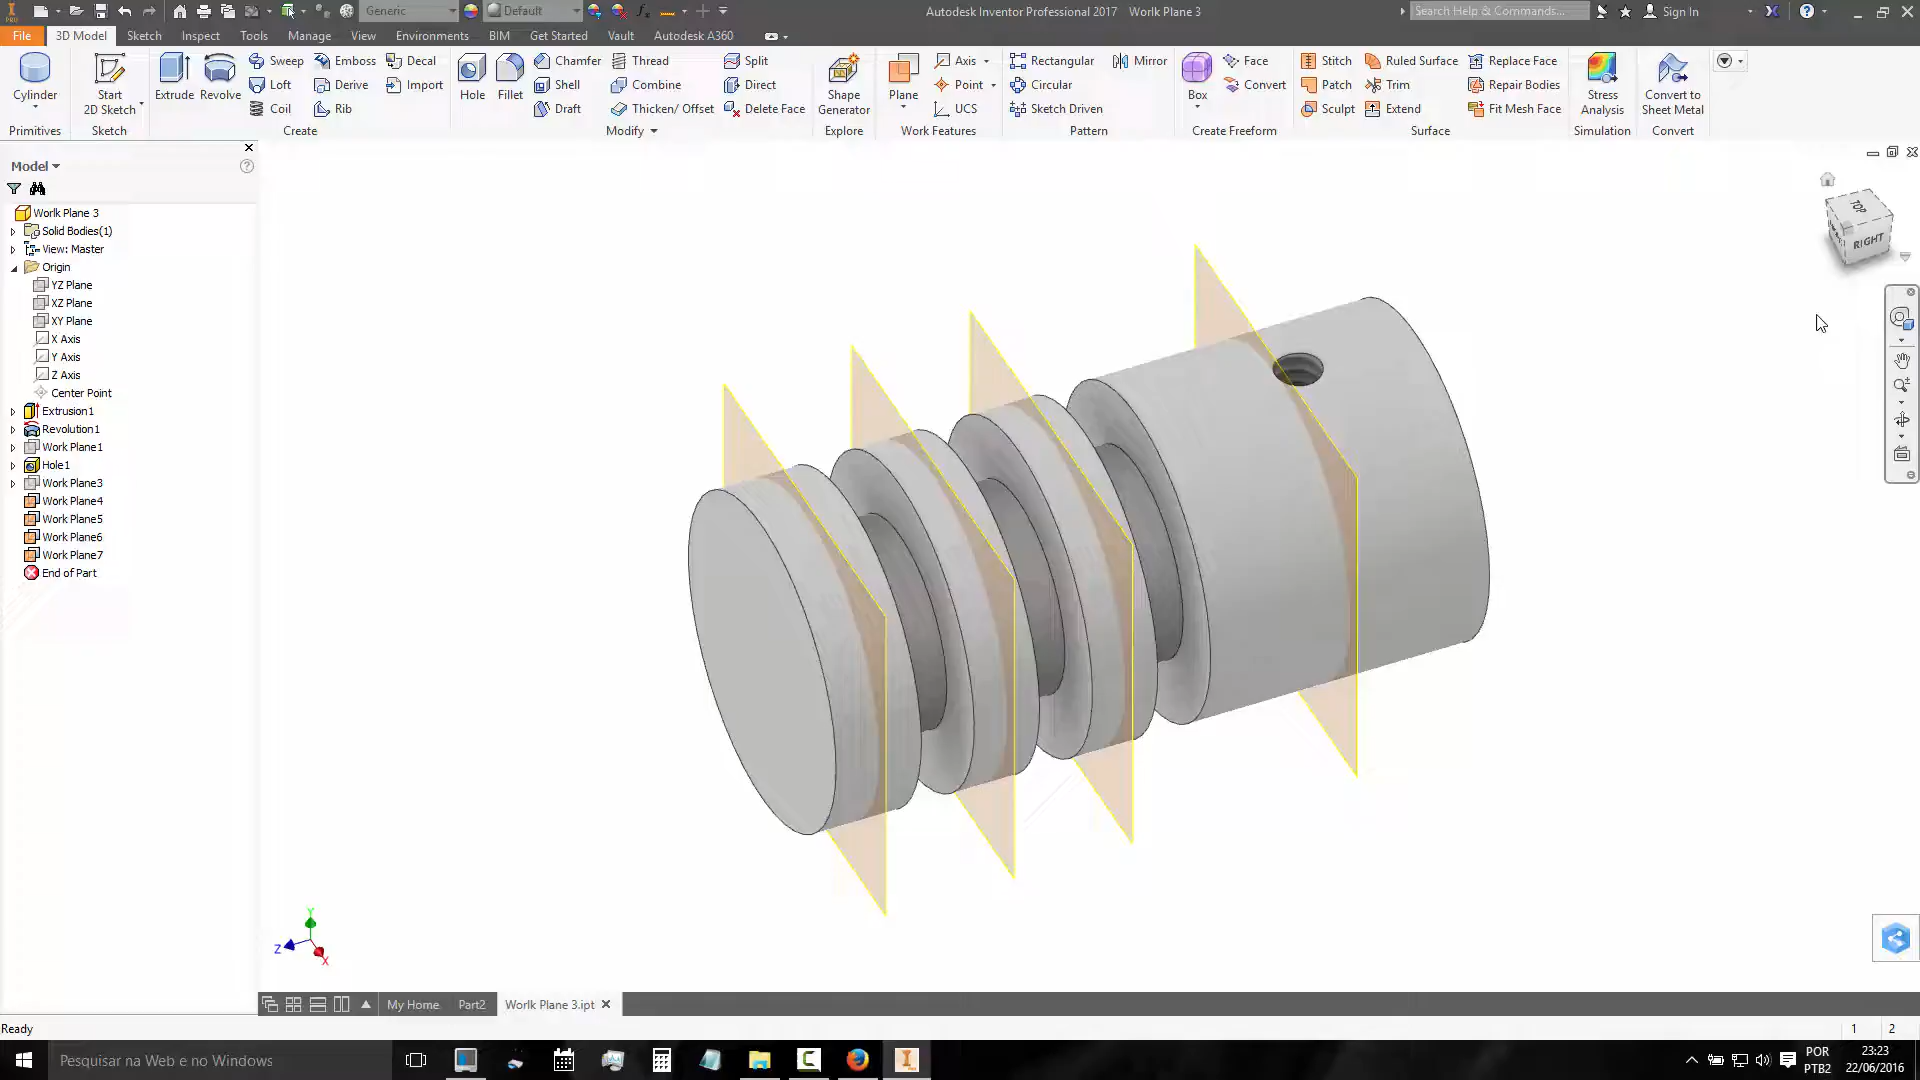 Generic
Default
Autodesk Inventor Professional 2017 Worlk Plane 3
Search Help & Commands...
Sign In
File
3D Model
Sketch
Inspect
Tools
Manage
View
Environments
BIM
Get Started
Vault
Autodesk A360
Cylinder
Start
2D Sketch
Extrude
Revolve
Sweep
Loft
Coil
Emboss
Derive
Rib
Decal
Import
Hole
Fillet
Chamfer
Shell
Draft
Thread
Combine
Thicken/ Offset
Split
Direct
Delete Face
Shape
Generator
Plane
Axis
Point
UCS
Rectangular
Circular
Sketch Driven
Mirror
Box
Face
Convert
Stitch
Patch
Sculpt
Ruled Surface
Trim
Extend
Replace Face
Repair Bodies
Fit Mesh Face
Stress
Analysis
Convert to
Sheet Metal
Primitives
Sketch
Create
Modify
Explore
Work Features
Pattern
Create Freeform
Surface
Simulation
Convert
Model
Worlk Plane 3
Solid Bodies(1)
View: Master
Origin
YZ Plane
XZ Plane
XY Plane
X Axis
Y Axis
Z Axis
Center Point
Extrusion1
Revolution1
Work Plane1
Hole1
Work Plane3
Work Plane4
Work Plane5
Work Plane6
Work Plane7
End of Part
TOP
RIGHT
Y
Z
X
My Home
Part2
Worlk Plane 3.ipt
Ready
1
2
Pesquisar na Web e no Windows
POR
PTB2
23:23
22/06/2016